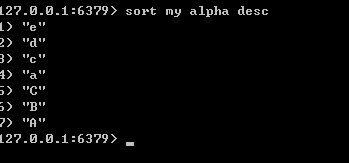 127.0.0.1:6379> sort my alpha desc
1) "e"
2) "d"
3) "c"
4) "a"
5) "C"
6) "B"
7) "A"
127.0.0.1:6379>